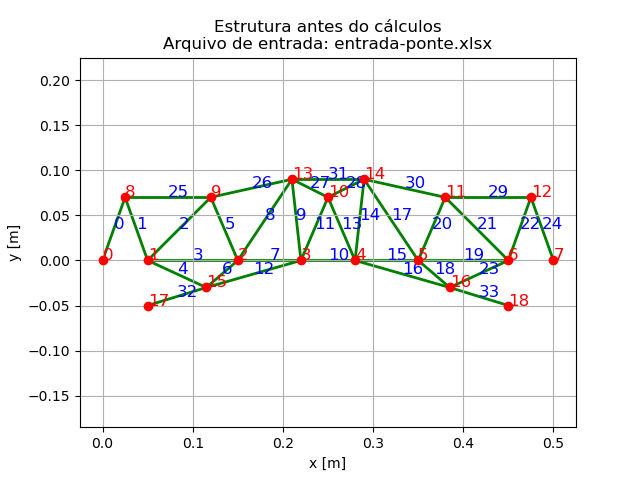 Estrutura antes do cálculos
Arquivo de entrada: entrada-ponte.xlsx
0.20
0.15
0.10
0.05
0.00
−0.05
−0.10
−0.15
y [m]
13 31 14
8 25 9 26 27 10 28 30 11 29 12
0 1 2 5 8 9 11 13 14 17 20 21 22 24
0 1 3 2 7 3 10 4 15 5 19 6 7
4 6 12 16 18 23
17 32 15 16 33 18
0.0 0.1 0.2 0.3 0.4 0.5
x [m]